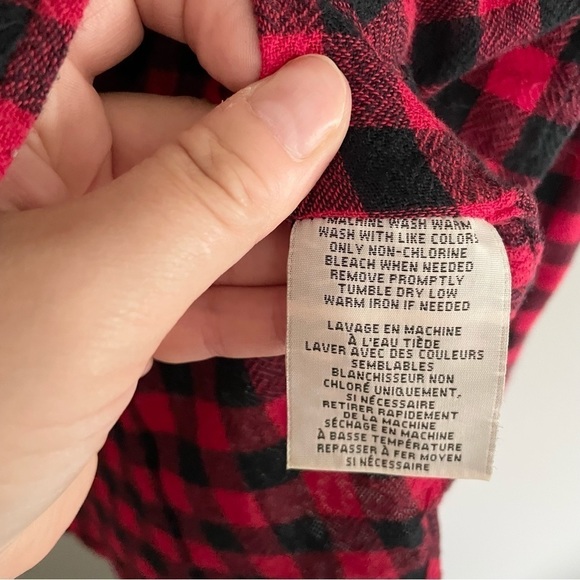 MACHINE WASH WARM
WASH WITH LIKE COLORS
ONLY NON-CHLORINE
BLEACH WHEN NEEDED
REMOVE PROMPTLY
TUMBLE DRY LOW
WARM IRON IF NEEDED
LAVAGE EN MACHINE
À L'EAU TIÈDE
LAVER AVEC DES COULEURS
SEMBLABLES
BLANCHISSEUR NON
CHLORÉ UNIQUEMENT,
SI NÉCESSAIRE
RETIRER RAPIDEMENT
DE LA MACHINE
SÉCHAGE EN MACHINE
À BASSE TEMPÉRATURE
REPASSER À FER MOYEN
SI NÉCESSAIRE